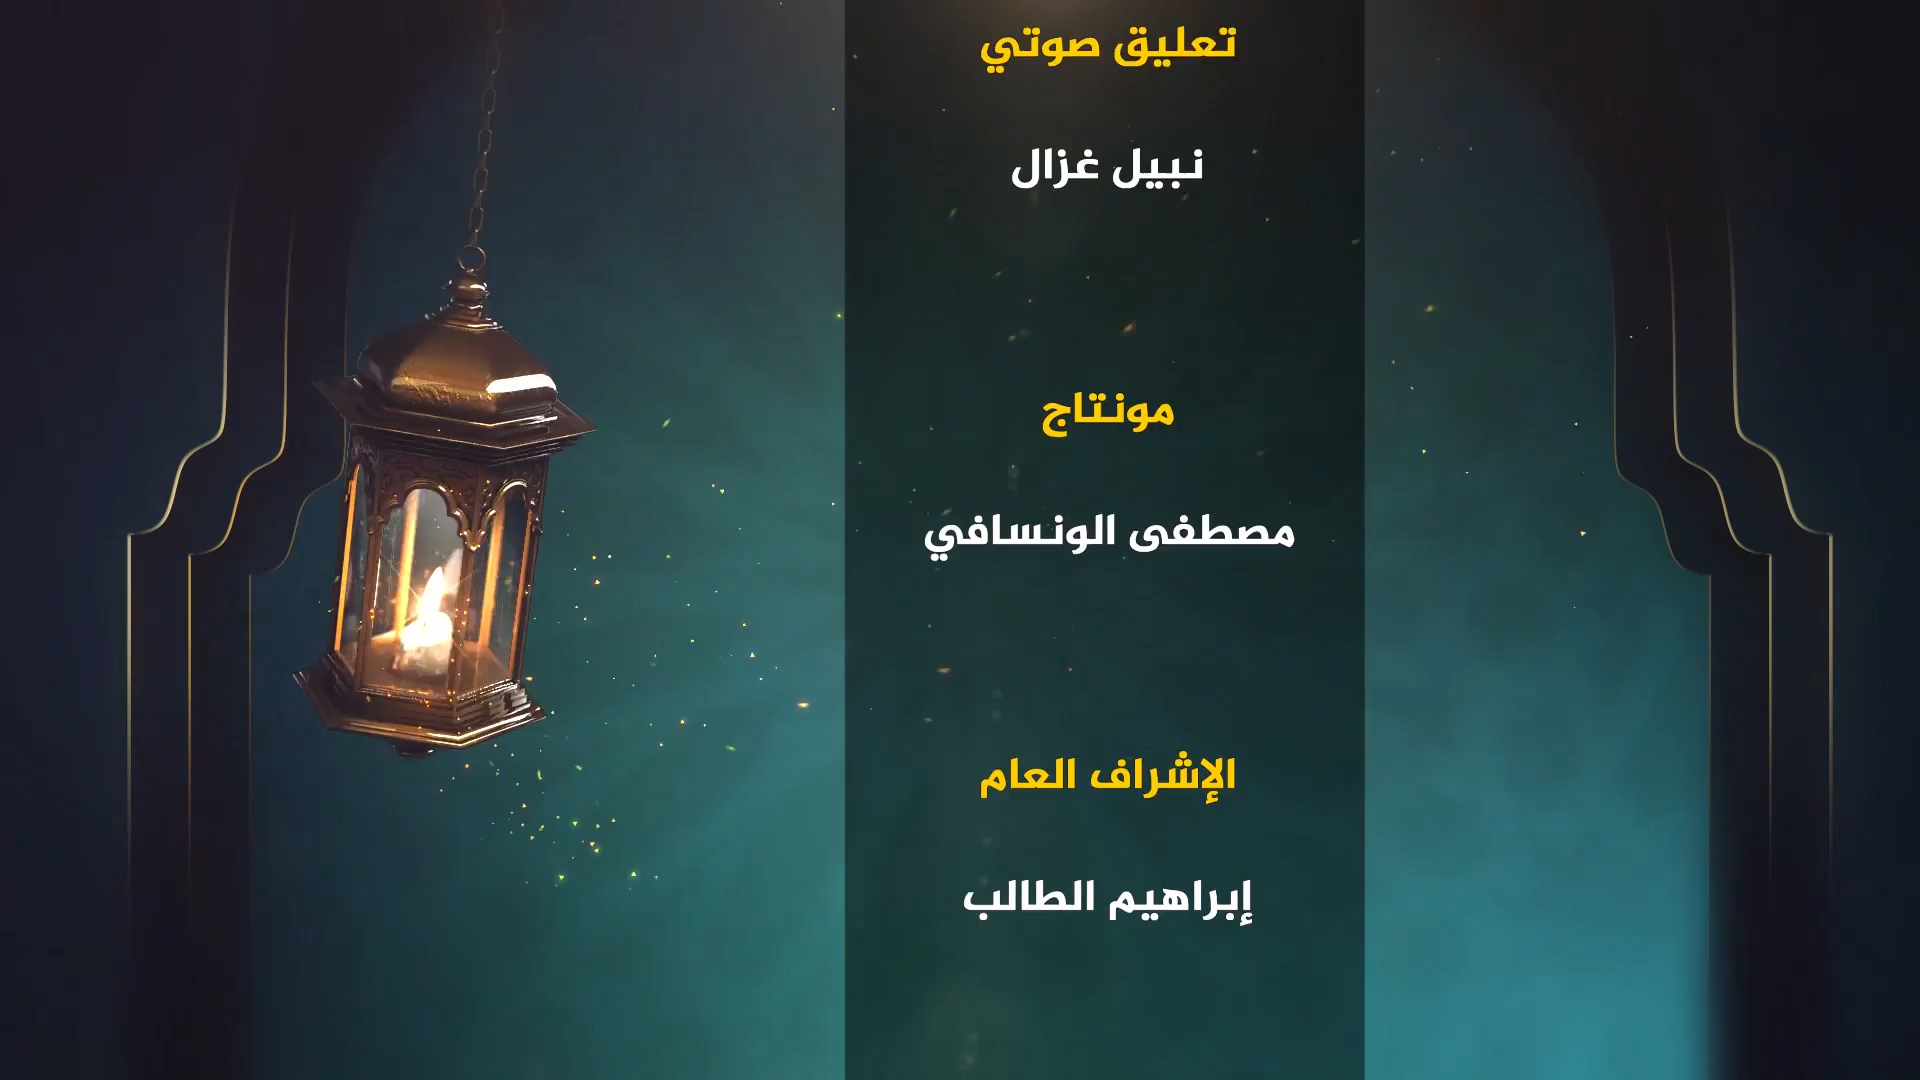 تعليق صوتي
نبيل غزال
مونتاج
مصطفى الونسافي
الإشراف العام
إبراهيم الطالب